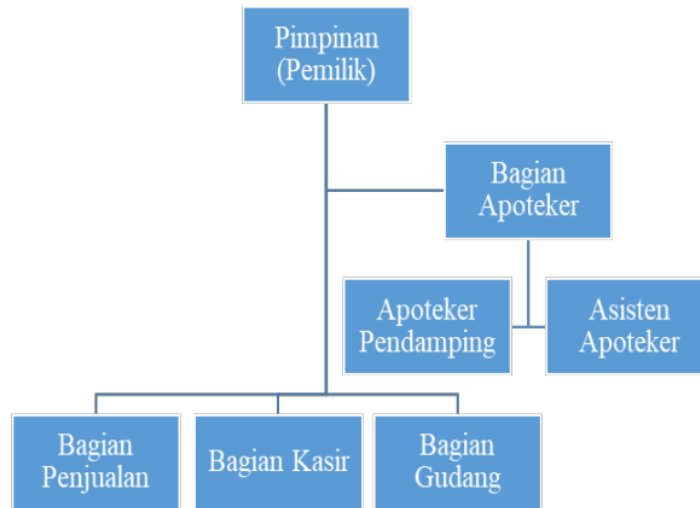 Pimpinan
(Pemilik)
Bagian
Apoteker
Apoteker
Pendamping
Asisten
Apoteker
Bagian
Penjualan
Bagian Kasir
Bagian
Gudang